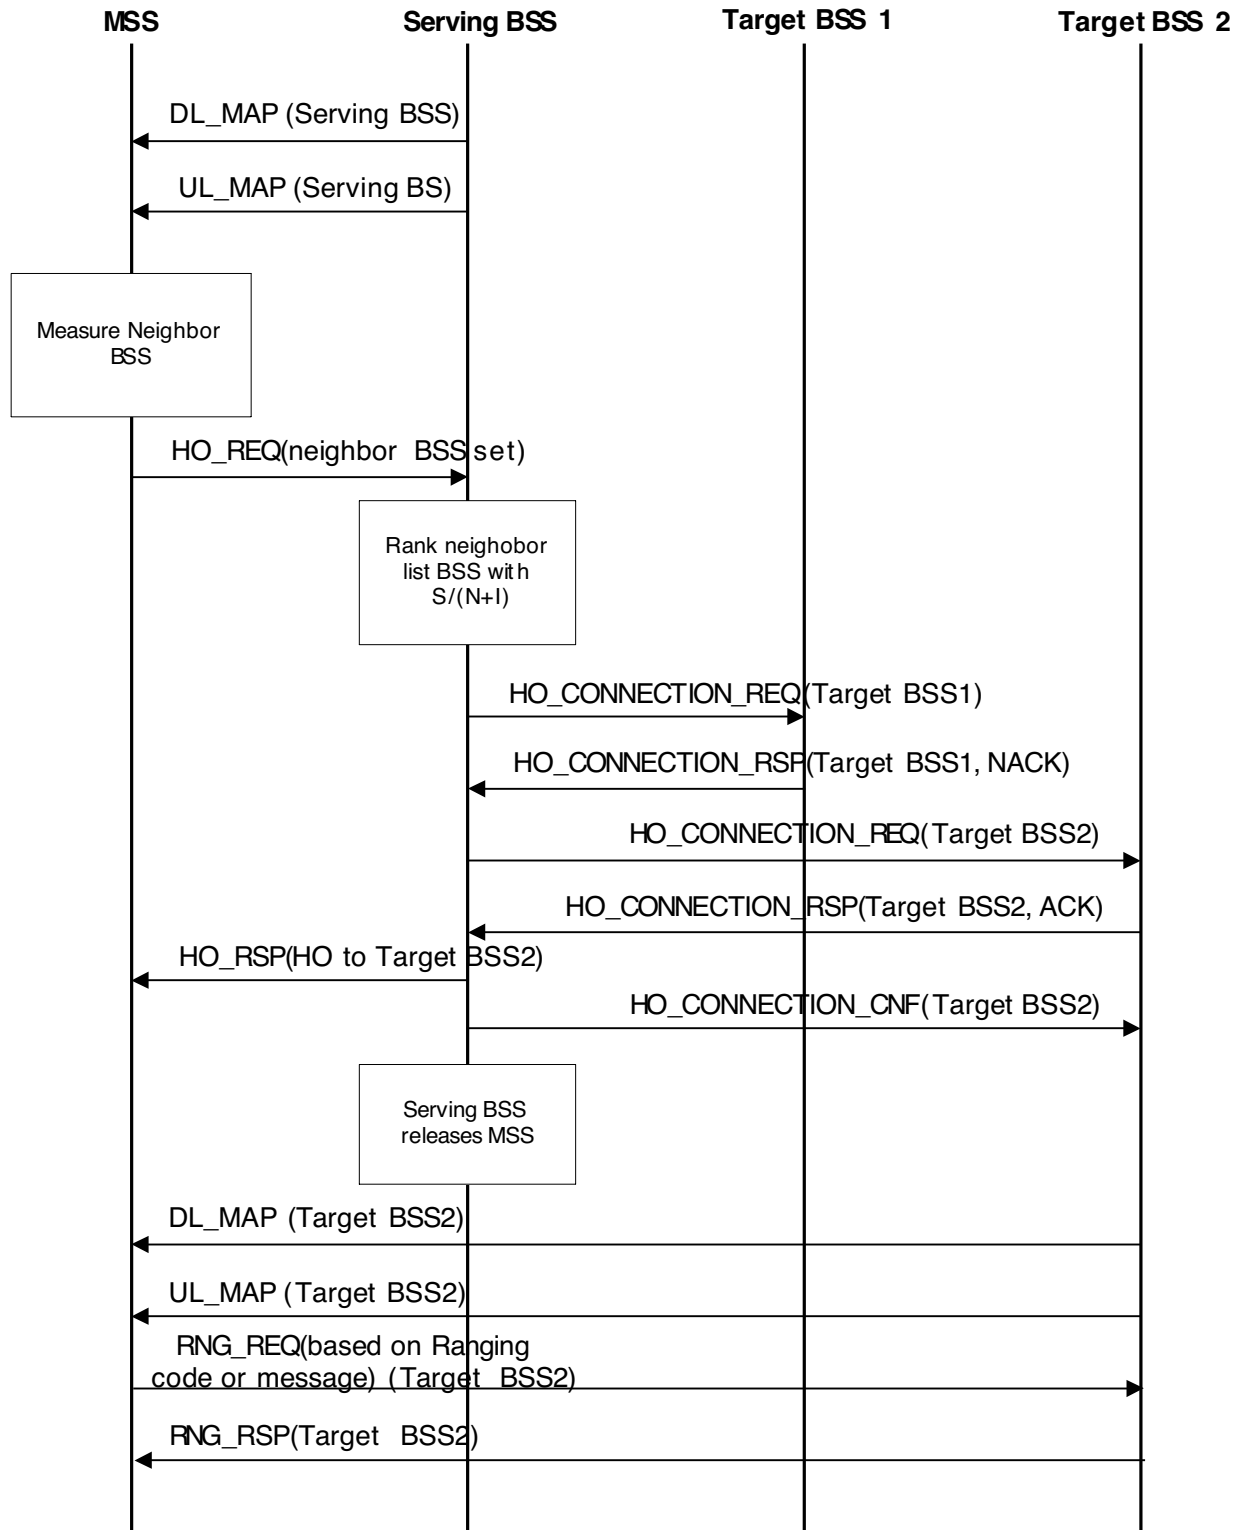 MSS Serving BSS Target BSS 1 Target BSS 2
DL_MAP (Serving BSS)
UL_MAP (Serving BS)
Measure Neighbor
BSS
HO_REQ(neighbor BSS set)
Rank neighobor
list BSS with
S/(N+I)
HO_CONNECTION_REQ(Target BSS1)
HO_CONNECTION_RSP(Target BSS1, NACK)
HO_CONNECTION_REQ(Target BSS2)
HO_CONNECTION_RSP(Target BSS2, ACK)
HO_RSP(HO to Target BSS2)
HO_CONNECTION_CNF(Target BSS2)
Serving BSS
releases MSS
DL_MAP (Target BSS2)
UL_MAP (Target BSS2)
RNG_REQ(based on Ranging
code or message) (Target BSS2)
RNG_RSP(Target BSS2)